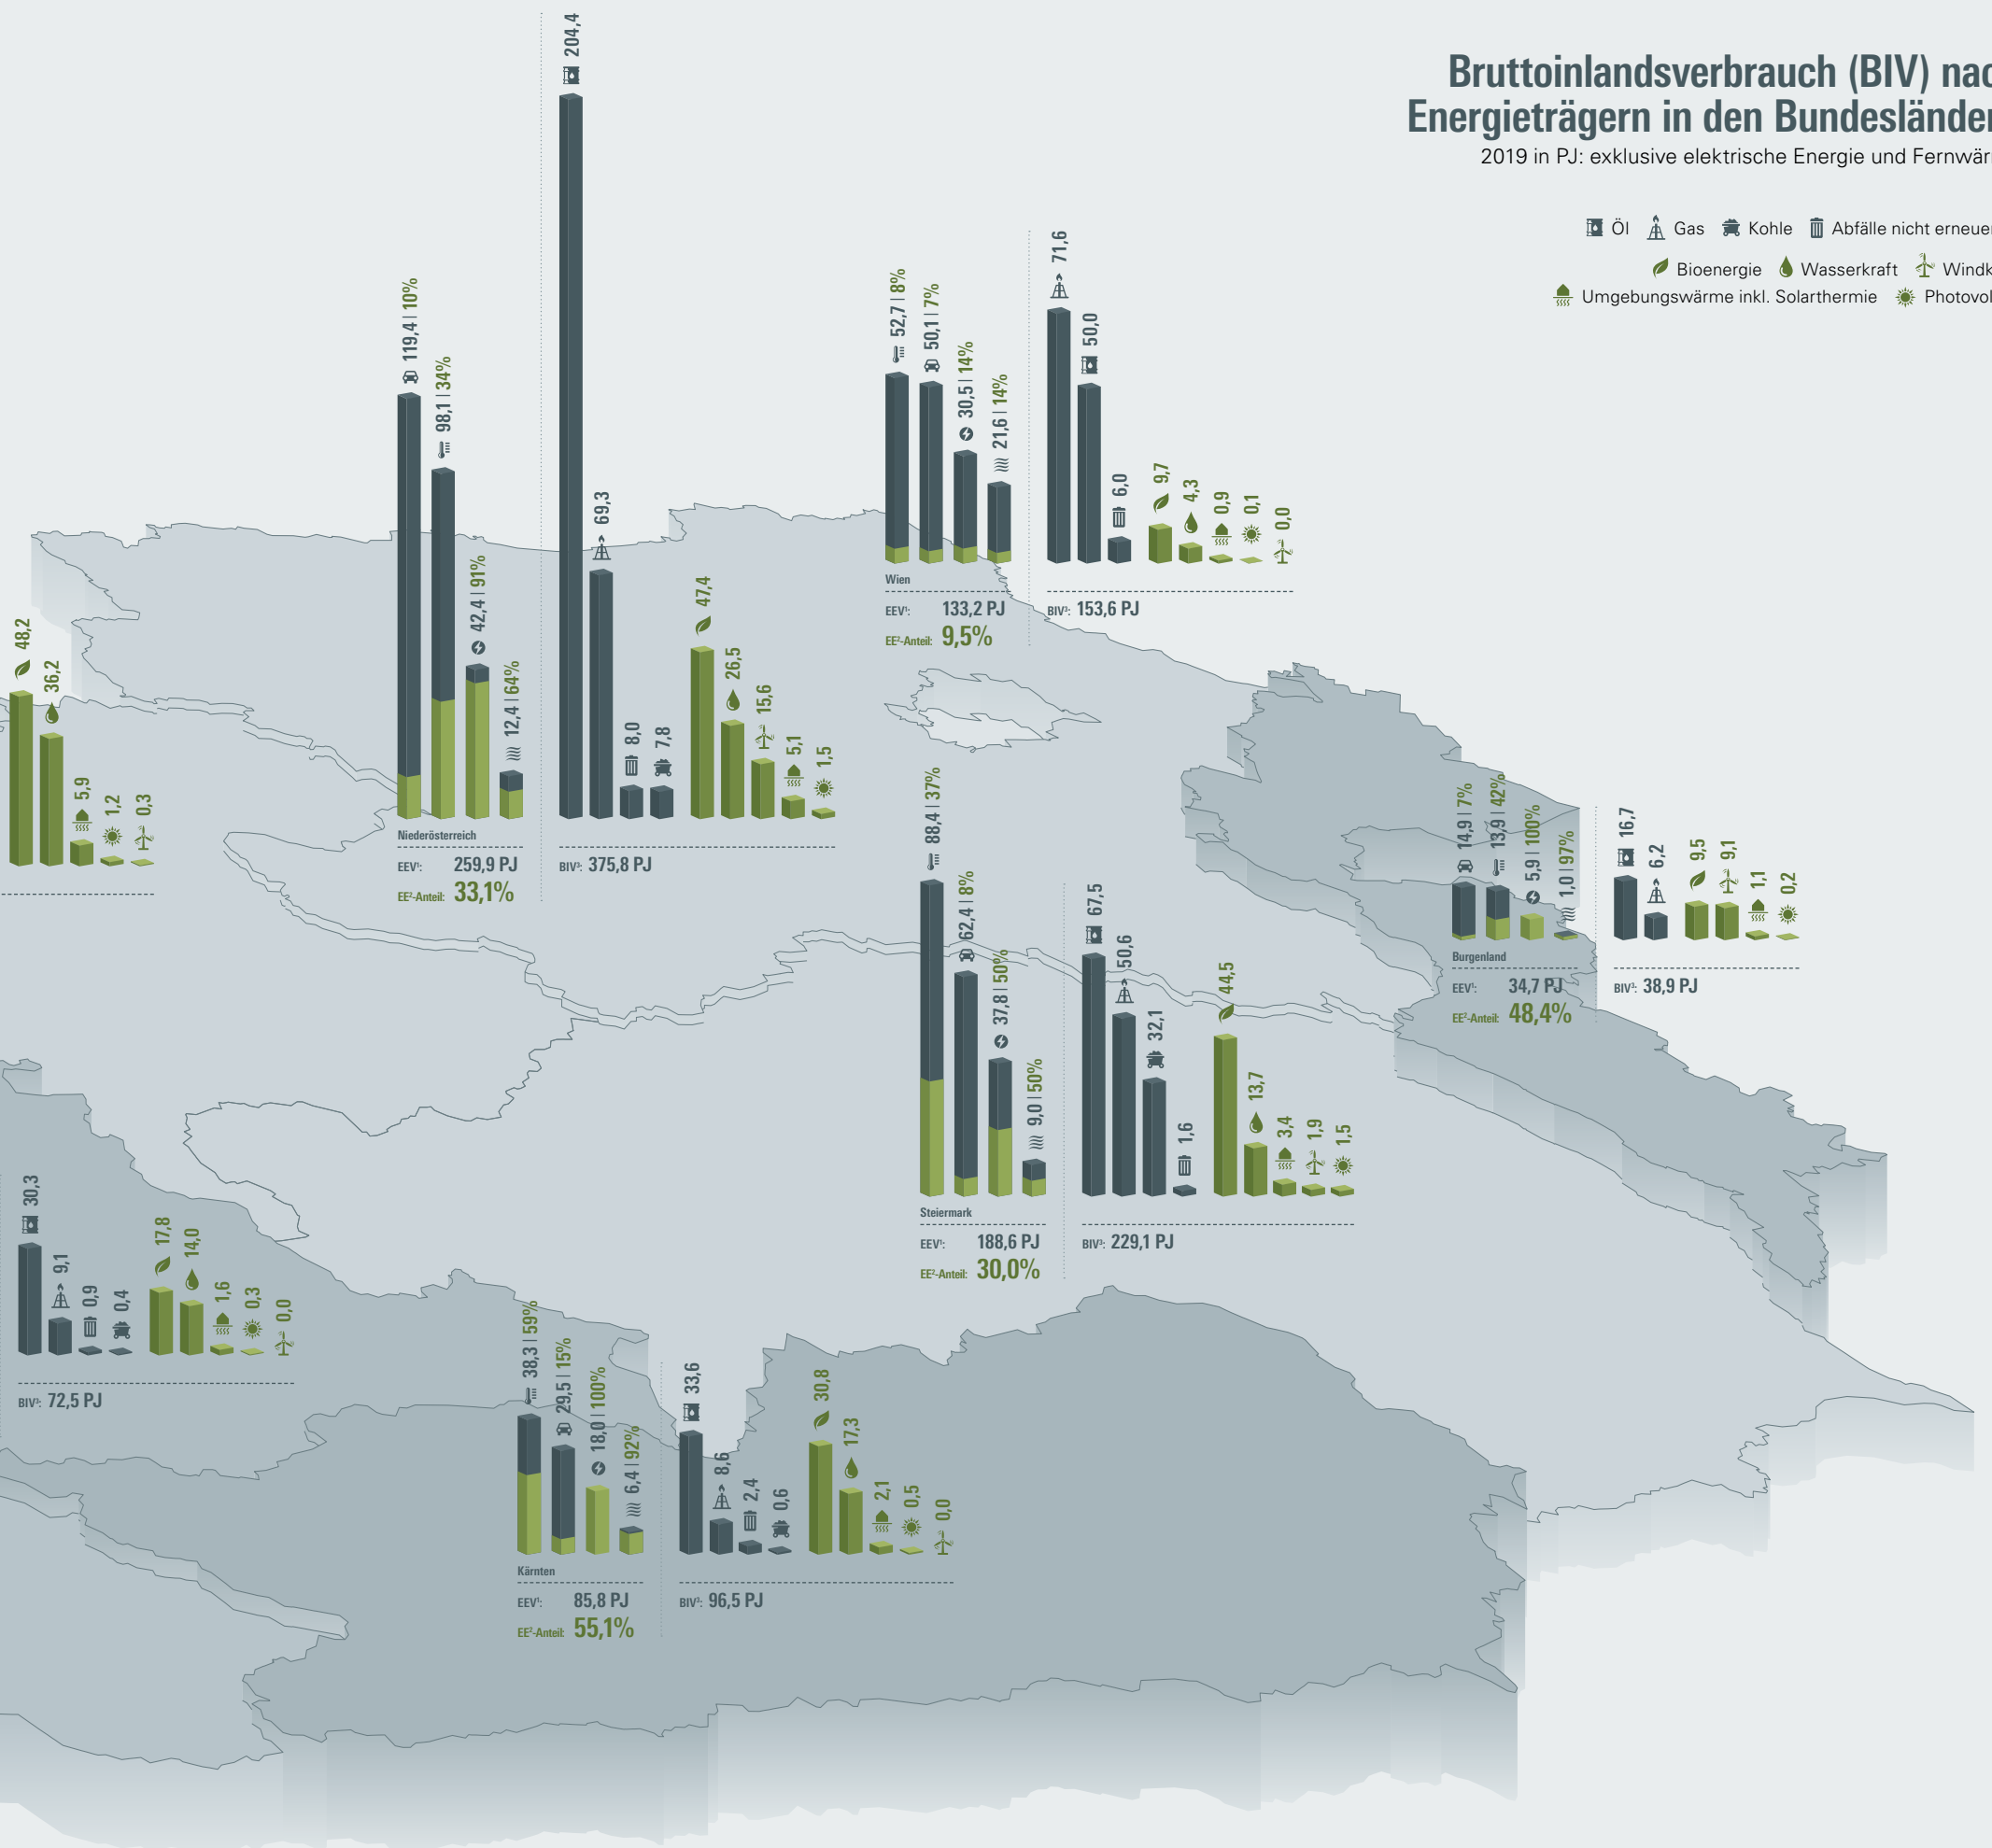 Bruttoinlandsverbrauch (BIV) nac
Energieträgern in den Bundesländer
2019 in PJ: exklusive elektrische Energie und Fernwär
Öl Gas Kohle Abfälle nicht erneuer
Bioenergie Wasserkraft Windk
Umgebungswärme inkl. Solarthermie Photovol
48,2
36,2
5,9
1,2
0,3
119,4 | 10%
98,1 | 34%
42,4 | 91%
12,4 | 64%
Niederösterreich
EEV¹: 259,9 PJ
EE²-Anteil: 33,1%
204,4
69,3
8,0
7,8
47,4
26,5
15,6
5,1
1,5
BIV³: 375,8 PJ
52,7 | 8%
50,1 | 7%
30,5 | 14%
21,6 | 14%
Wien
EEV¹: 133,2 PJ
EE²-Anteil: 9,5%
71,6
50,0
6,0
9,7
4,3
0,9
0,1
0,0
BIV³: 153,6 PJ
14,9 | 7%
13,9 | 42%
5,9 | 100%
1,0 | 97%
Burgenland
EEV¹: 34,7 PJ
EE²-Anteil: 48,4%
16,7
6,2
9,5
9,1
1,1
0,2
BIV³: 38,9 PJ
88,4 | 37%
62,4 | 8%
37,8 | 50%
9,0 | 50%
Steiermark
EEV¹: 188,6 PJ
EE²-Anteil: 30,0%
67,5
50,6
32,1
1,6
44,5
13,7
3,4
1,9
1,5
BIV³: 229,1 PJ
30,3
9,1
0,9
0,4
17,8
14,0
1,6
0,3
0,0
BIV³: 72,5 PJ
38,3 | 59%
29,5 | 15%
18,0 | 100%
6,4 | 92%
Kärnten
EEV¹: 85,8 PJ
EE²-Anteil: 55,1%
33,6
8,6
2,4
0,6
30,8
17,3
2,1
0,5
0,0
BIV³: 96,5 PJ